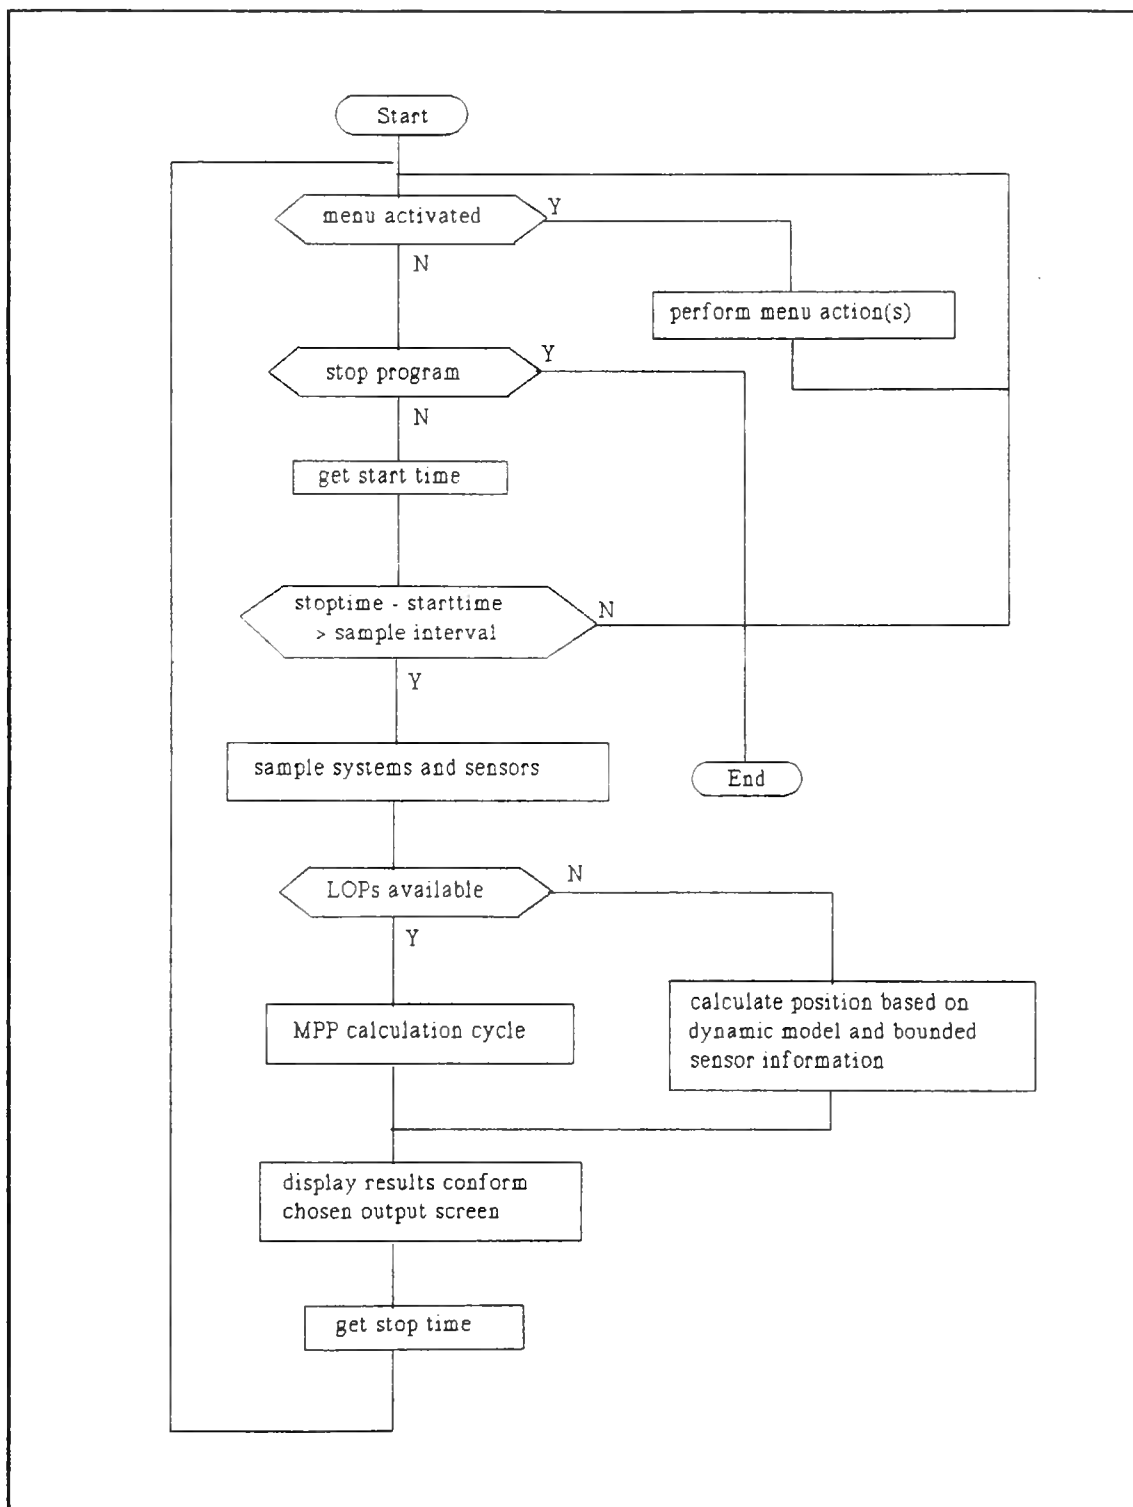 Start
menu activated
Y
N
perform menu action(s)
stop program
Y
N
get start time
stoptime - starttime
> sample interval
N
Y
sample systems and sensors
End
LOPs available
N
Y
MPP calculation cycle
calculate position based on
dynamic model and bounded
sensor information
display results conform
chosen output screen
get stop time